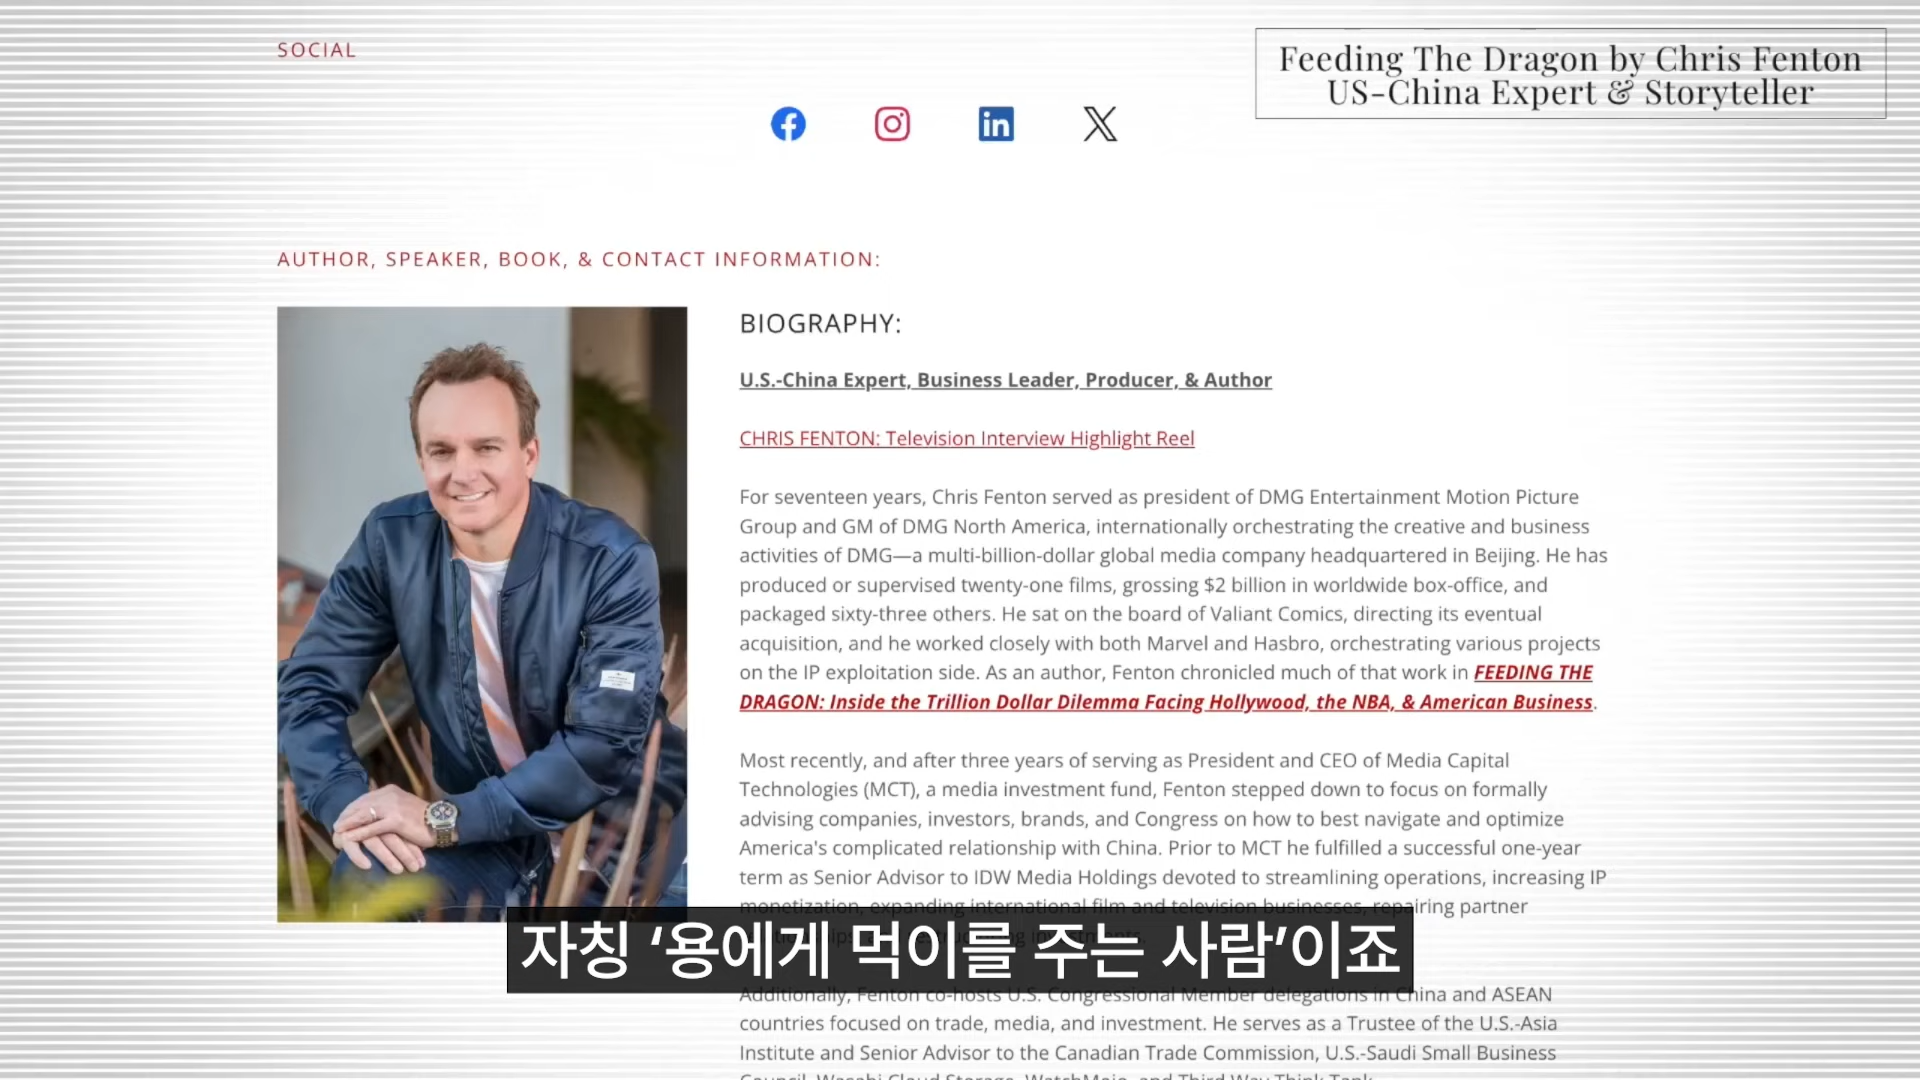 SOCIAL
Feeding The Dragon by Chris Fenton
US-China Expert & Storyteller
AUTHOR, SPEAKER, BOOK, & CONTACT INFORMATION:
BIOGRAPHY:
U.S.-China Expert, Business Leader, Producer, & Author
CHRIS FENTON: Television Interview Highlight Reel
For seventeen years, Chris Fenton served as president of DMG Entertainment Motion Picture
Group and GM of DMG North America, internationally orchestrating the creative and business
activities of DMG—a multi-billion-dollar global media company headquartered in Beijing. He has
produced or supervised twenty-one films, grossing $2 billion in worldwide box-office, and
packaged sixty-three others. He sat on the board of Valiant Comics, directing its eventual
acquisition, and he worked closely with both Marvel and Hasbro, orchestrating various projects
on the IP exploitation side. As an author, Fenton chronicled much of that work in FEEDING THE
DRAGON: Inside the Trillion Dollar Dilemma Facing Hollywood, the NBA, & American Business.
Most recently, and after three years of serving as President and CEO of Media Capital
Technologies (MCT), a media investment fund, Fenton stepped down to focus on formally
advising companies, investors, brands, and Congress on how to best navigate and optimize
America's complicated relationship with China. Prior to MCT he fulfilled a successful one-year
term as Senior Advisor to IDW Media Holdings devoted to streamlining operations, increasing IP
monetization, expanding international film and television businesses, repairing partner
자칭 ‘용에게 먹이를 주는 사람’이죠
Additionally, Fenton co-hosts U.S. Congressional Member delegations in China and ASEAN
countries focused on trade, media, and investment. He serves as a Trustee of the U.S.-Asia
Institute and Senior Advisor to the Canadian Trade Commission, U.S.-Saudi Small Business
Council, Wasabi Cloud Storage, WatchMojo, and Third Way Think Tank.